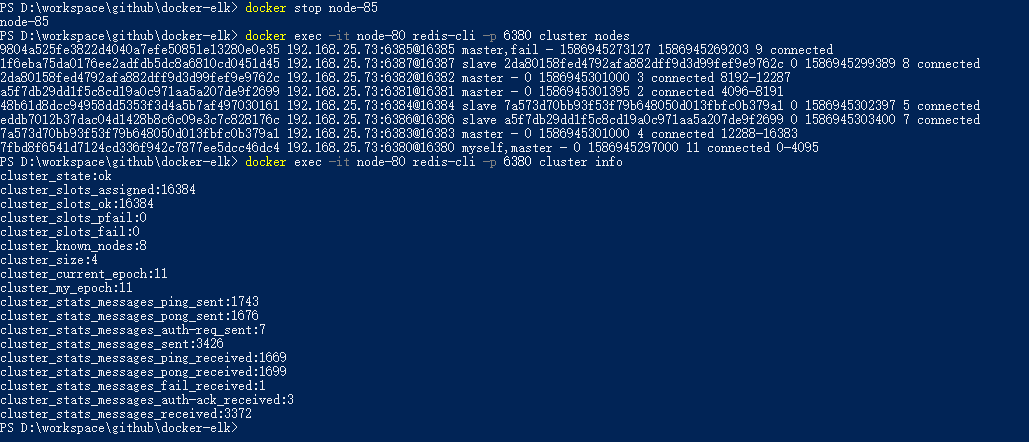 PS D:\workspace\github\docker-elk> docker stop node-85
node-85
PS D:\workspace\github\docker-elk> docker exec -it node-80 redis-cli -p 6380 cluster nodes
9804a525fe3822d4040a7efe50851e13280e0e35 192.168.25.73:6385@16385 master,fail - 1586945273127 1586945269203 9 connected
1f6eba75da0176ee2adfdb5dc8a6810cd0451d45 192.168.25.73:6387@16387 slave 2da80158fed4792afa882dff9d3d99fef9e9762c 0 1586945299389 8 connected
2da80158fed4792afa882dff9d3d99fef9e9762c 192.168.25.73:6382@16382 master - 0 1586945301000 3 connected 8192-12287
a5f7db29dd1f5c8cd19a0c971aa5a207de9f2699 192.168.25.73:6381@16381 master - 0 1586945301395 2 connected 4096-8191
48b61d8dcc94958dd5353f3d4a5b7af497030161 192.168.25.73:6384@16384 slave 7a573d70bb93f53f79b648050d013fbfc0b379a1 0 1586945302397 5 connected
eddb7012b37dac04d1428b8c6c09e3c7c828176c 192.168.25.73:6386@16386 slave a5f7db29dd1f5c8cd19a0c971aa5a207de9f2699 0 1586945303400 7 connected
7a573d70bb93f53f79b648050d013fbfc0b379a1 192.168.25.73:6383@16383 master - 0 1586945301000 4 connected 12288-16383
7fbd8f6541d7124cd336f942c7877ee5dcc46dc4 192.168.25.73:6380@16380 myself,master - 0 1586945297000 11 connected 0-4095
PS D:\workspace\github\docker-elk> docker exec -it node-80 redis-cli -p 6380 cluster info
cluster_state:ok
cluster_slots_assigned:16384
cluster_slots_ok:16384
cluster_slots_pfail:0
cluster_slots_fail:0
cluster_known_nodes:8
cluster_size:4
cluster_current_epoch:11
cluster_my_epoch:11
cluster_stats_messages_ping_sent:1743
cluster_stats_messages_pong_sent:1676
cluster_stats_messages_auth-req_sent:7
cluster_stats_messages_sent:3426
cluster_stats_messages_ping_received:1669
cluster_stats_messages_pong_received:1699
cluster_stats_messages_fail_received:1
cluster_stats_messages_auth-ack_received:3
cluster_stats_messages_received:3372
PS D:\workspace\github\docker-elk>